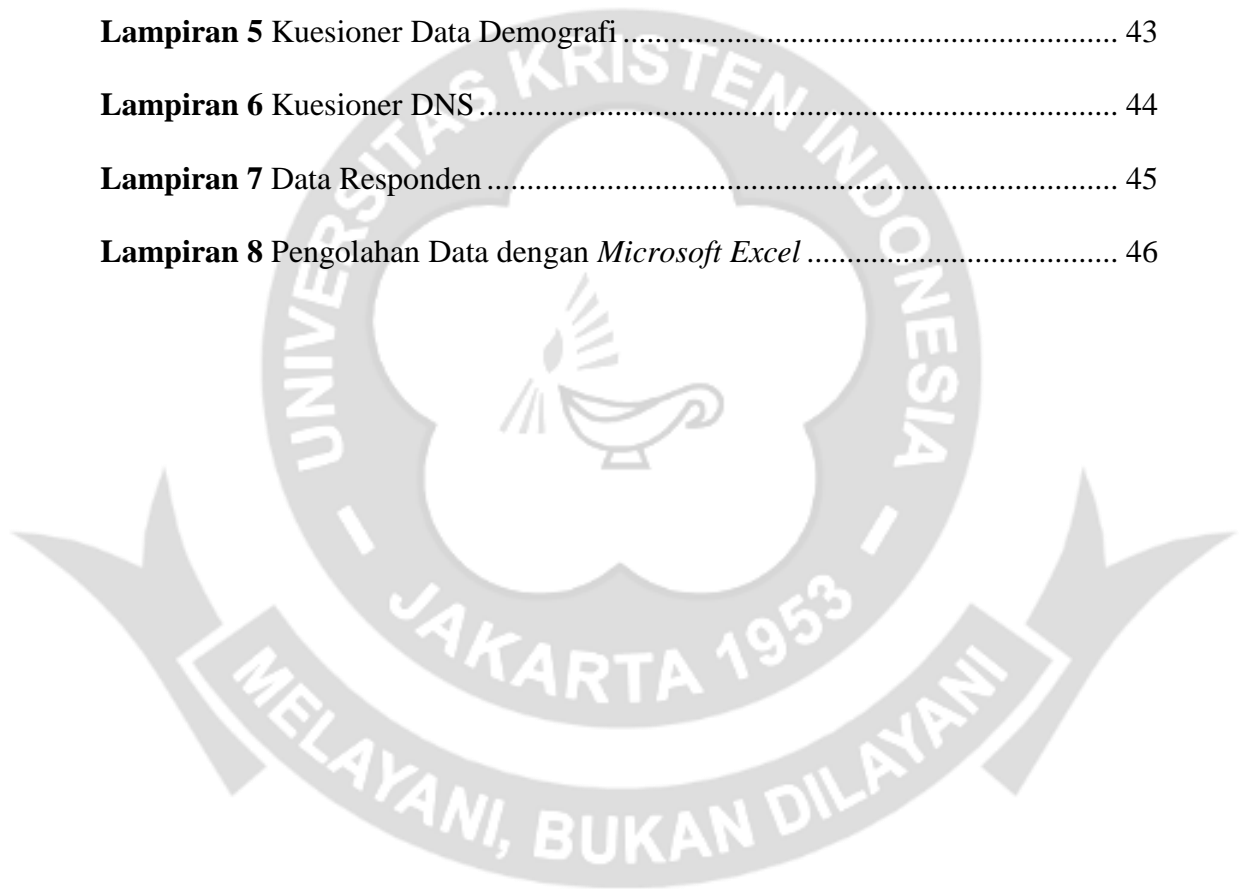 Lampiran 5 Kuesioner Data Demografi ........................................................................ 43
Lampiran 6 Kuesioner DNS ........................................................................ 44
Lampiran 7 Data Responden ........................................................................ 45
Lampiran 8 Pengolahan Data dengan Microsoft Excel ........................................................................ 46
UNIVERSITAS KRISTEN INDONESIA
JAKARTA 1953
MELAYANI, BUKAN DILAYANI